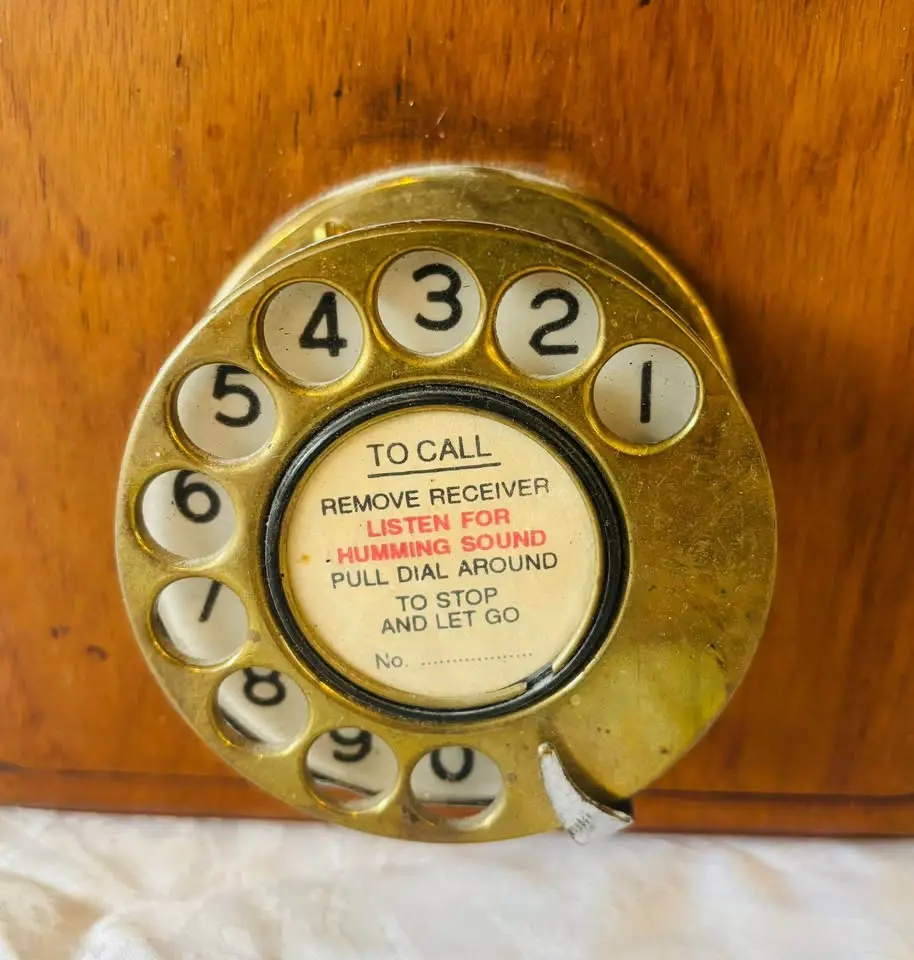 1
2
3
4
5
6
7
8
9
0
TO CALL
REMOVE RECEIVER
LISTEN FOR
HUMMING SOUND
PULL DIAL AROUND
TO STOP
AND LET GO
No. ....................